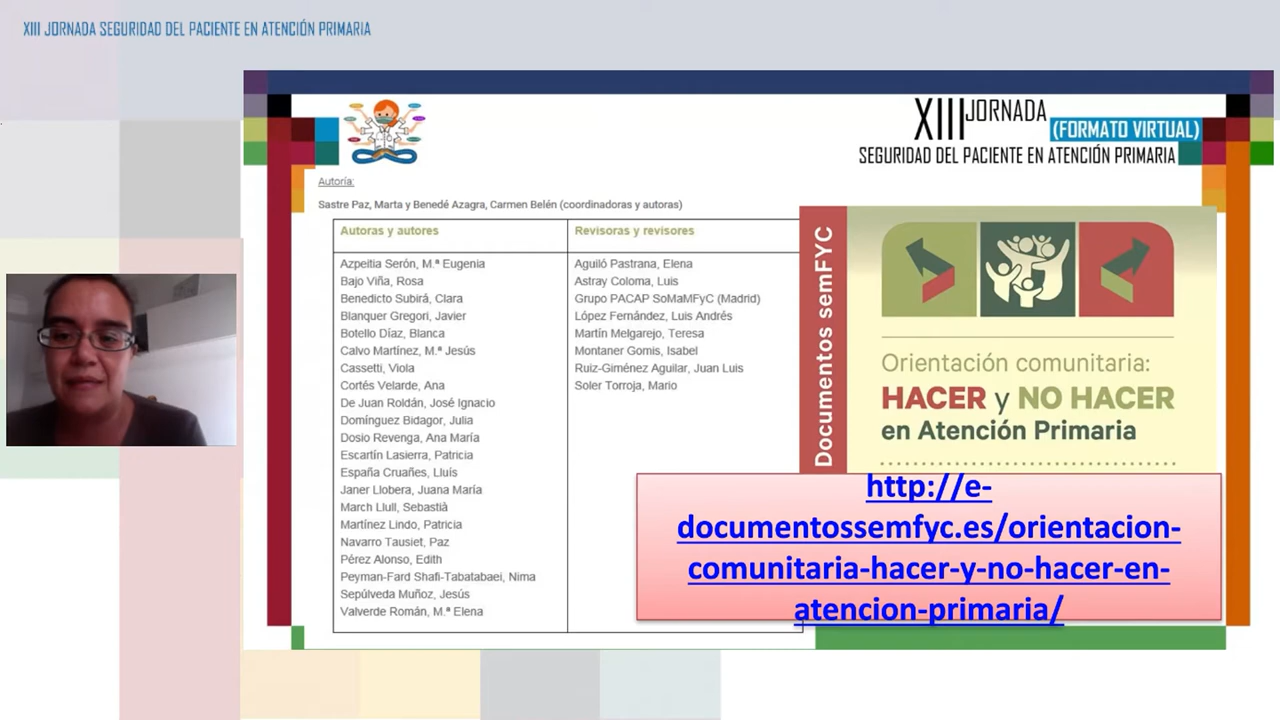 XIII JORNADA SEGURIDAD DEL PACIENTE EN ATENCIÓN PRIMARIA
XIII JORNADA
(FORMATO VIRTUAL)
SEGURIDAD DEL PACIENTE EN ATENCIÓN PRIMARIA
Autoría:
Sastre Paz, Marta y Benedé Azagra, Carmen Belén (coordinadoras y autoras)
Autoras y autores
Azpeitia Serón, M.ª Eugenia
Bajo Viña, Rosa
Benedicto Subirá, Clara
Blanquer Gregori, Javier
Botello Díaz, Blanca
Calvo Martínez, M.ª Jesús
Cassetti, Viola
Cortés Velarde, Ana
De Juan Roldán, José Ignacio
Domínguez Bidagor, Julia
Dosio Revenga, Ana María
Escartín Lasierra, Patricia
España Cruañes, Lluís
Janer Llobera, Juana María
March Llull, Sebastià
Martínez Lindo, Patricia
Navarro Tausiet, Paz
Pérez Alonso, Edith
Peyman-Fard Shafi-Tabatabaei, Nima
Sepúlveda Muñoz, Jesús
Valverde Román, M.ª Elena
Revisoras y revisores
Aguiló Pastrana, Elena
Astray Coloma, Luis
Grupo PACAP SoMaMFyC (Madrid)
López Fernández, Luis Andrés
Martín Melgarejo, Teresa
Montaner Gomis, Isabel
Ruiz-Giménez Aguilar, Juan Luis
Soler Torroja, Mario
Documentos semFYC
Orientación comunitaria:
HACER y NO HACER
en Atención Primaria
http://e-
documentossemfyc.es/orientacion-
comunitaria-hacer-y-no-hacer-en-
atencion-primaria/